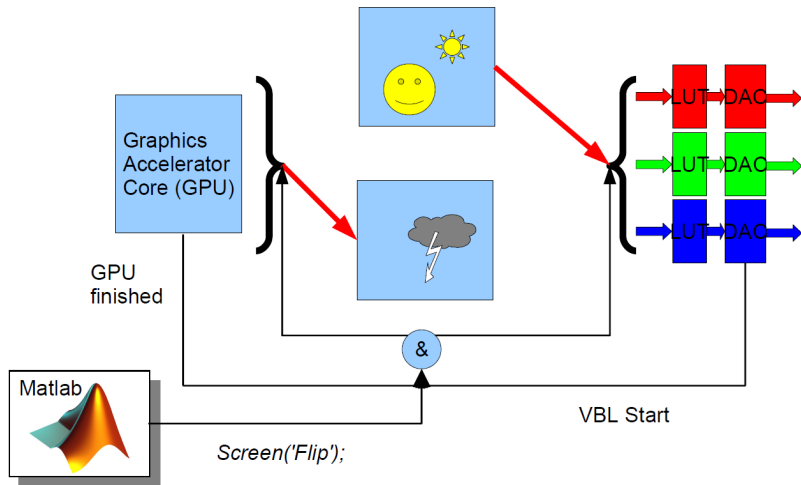 Graphics
Accelerator
Core (GPU)
LUT DAC
LUT DAC
LUT DAC
GPU
finished
&
Matlab
VBL Start
Screen('Flip');